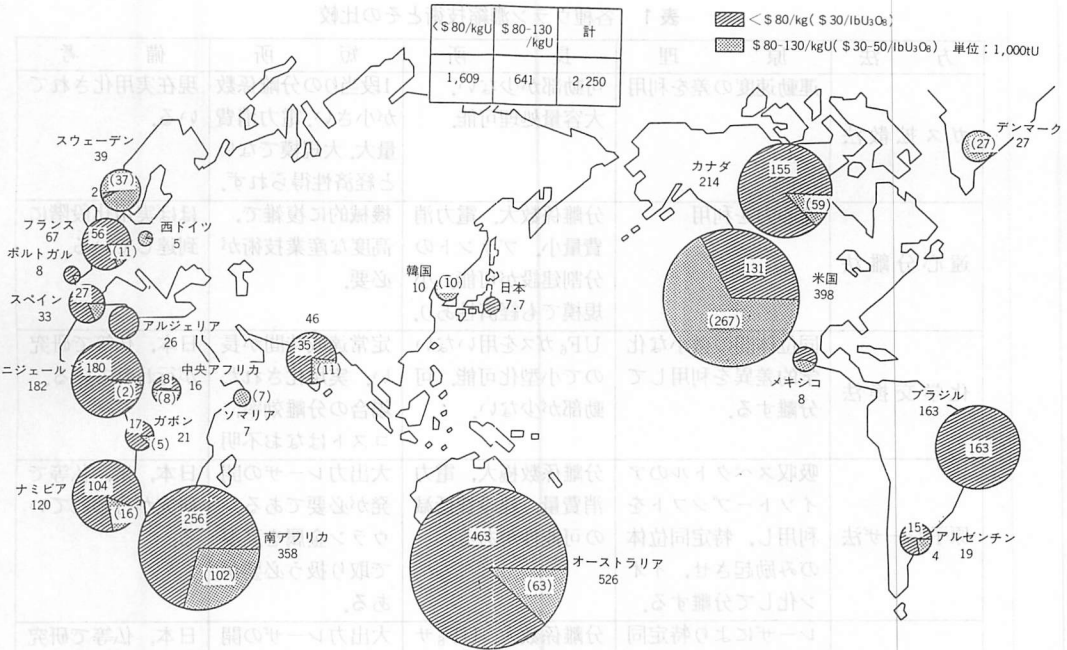 <$80/kgU
$80-130
/kgU
計
1,609
641
2,250
<$80/kg($30/lbU₃O₈)
$80-130/kgU($30-50/lbU₃O₈) 単位:1,000tU
スウェーデン
39
(37)
2
フランス
67
56
(11)
西ドイツ
5
ポルトガル
8
スペイン
33
27
アルジェリア
26
ニジェール
182
180
(2)
中央アフリカ
16
8
(8)
ソマリア
7
(7)
ガボン
21
17
(5)
ナミビア
120
104
(16)
南アフリカ
358
256
(102)
46
35
(11)
韓国
10
(10)
日本
7.7
オーストラリア
526
463
(63)
カナダ
214
155
(59)
デンマーク
27
(27)
米国
398
131
(267)
メキシコ
8
ブラジル
163
163
アルゼンチン
19
15
4